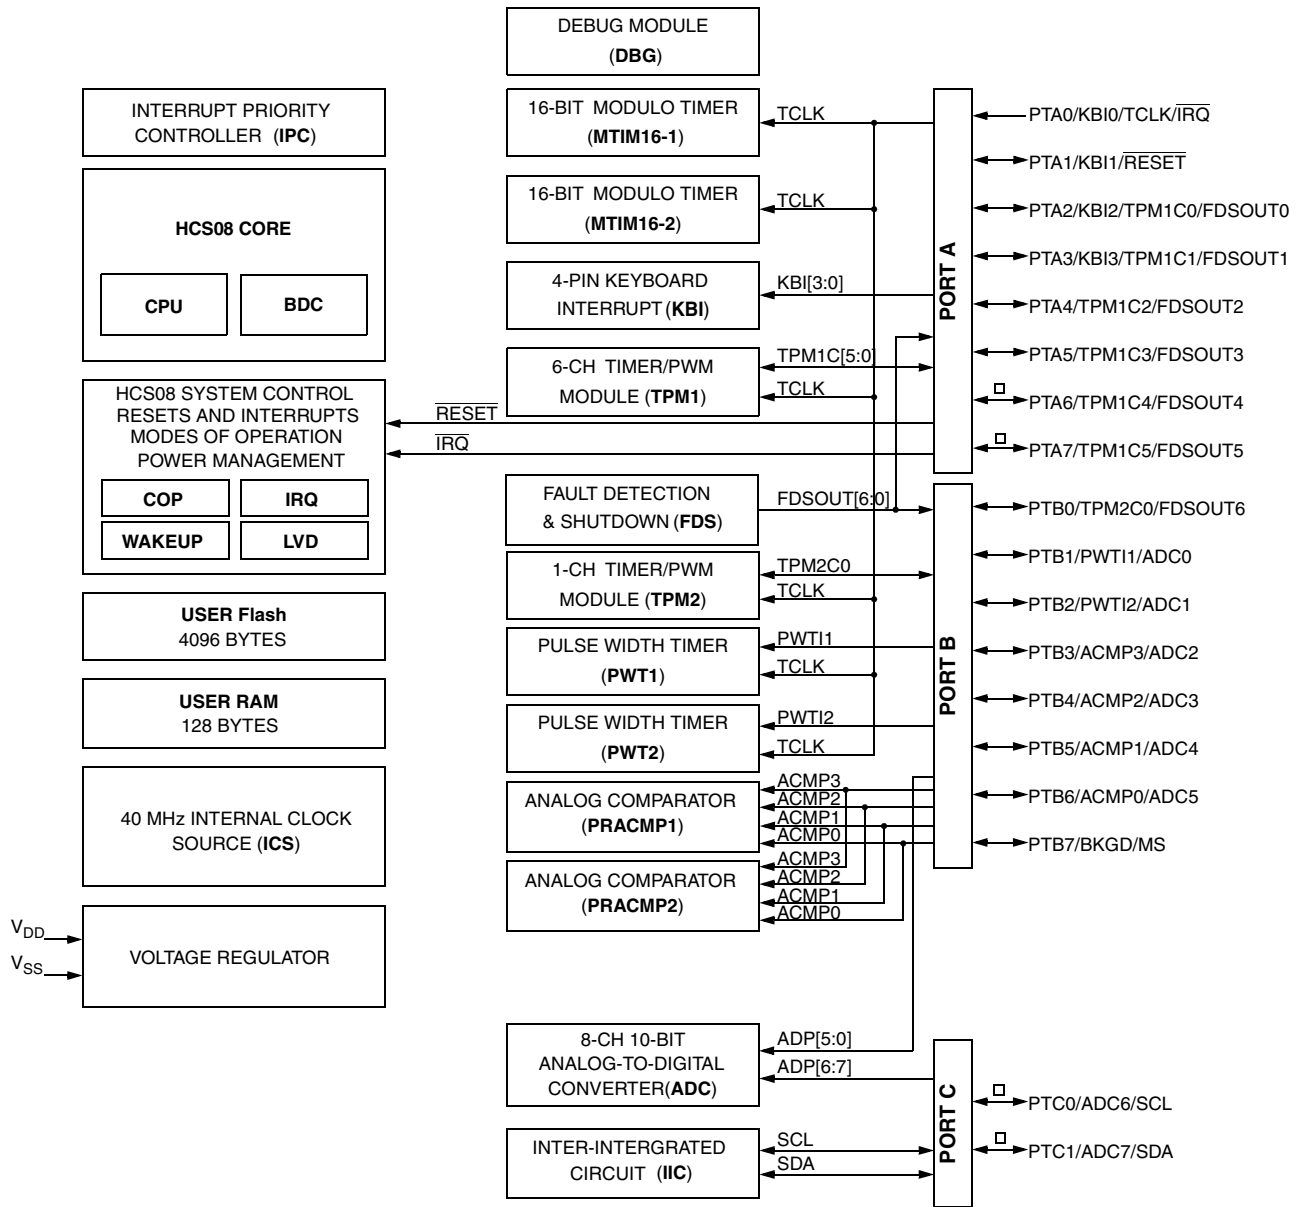 DEBUG MODULE
(DBG)
INTERRUPT PRIORITY
CONTROLLER (IPC)
HCS08 CORE
CPU
BDC
HCS08 SYSTEM CONTROL
RESETS AND INTERRUPTS
MODES OF OPERATION
POWER MANAGEMENT
COP
IRQ
WAKEUP
LVD
USER Flash
4096 BYTES
USER RAM
128 BYTES
40 MHz INTERNAL CLOCK
SOURCE (ICS)
VDD
VSS
VOLTAGE REGULATOR
16-BIT MODULO TIMER
(MTIM16-1)
TCLK
16-BIT MODULO TIMER
(MTIM16-2)
TCLK
4-PIN KEYBOARD
INTERRUPT (KBI)
KBI[3:0]
6-CH TIMER/PWM
MODULE (TPM1)
TPM1C[5:0]
TCLK
RESET
IRQ
FAULT DETECTION
& SHUTDOWN (FDS)
FDSOUT[6:0]
1-CH TIMER/PWM
MODULE (TPM2)
TPM2C0
TCLK
PULSE WIDTH TIMER
(PWT1)
PWTI1
TCLK
PULSE WIDTH TIMER
(PWT2)
PWTI2
TCLK
ANALOG COMPARATOR
(PRACMP1)
ACMP3
ACMP2
ACMP1
ACMP0
ANALOG COMPARATOR
(PRACMP2)
ACMP3
ACMP2
ACMP1
ACMP0
8-CH 10-BIT
ANALOG-TO-DIGITAL
CONVERTER(ADC)
ADP[5:0]
ADP[6:7]
INTER-INTERGRATED
CIRCUIT (IIC)
SCL
SDA
PORT A
PTA0/KBI0/TCLK/IRQ
PTA1/KBI1/RESET
PTA2/KBI2/TPM1C0/FDSOUT0
PTA3/KBI3/TPM1C1/FDSOUT1
PTA4/TPM1C2/FDSOUT2
PTA5/TPM1C3/FDSOUT3
PTA6/TPM1C4/FDSOUT4
PTA7/TPM1C5/FDSOUT5
PORT B
PTB0/TPM2C0/FDSOUT6
PTB1/PWTI1/ADC0
PTB2/PWTI2/ADC1
PTB3/ACMP3/ADC2
PTB4/ACMP2/ADC3
PTB5/ACMP1/ADC4
PTB6/ACMP0/ADC5
PTB7/BKGD/MS
PORT C
PTC0/ADC6/SCL
PTC1/ADC7/SDA